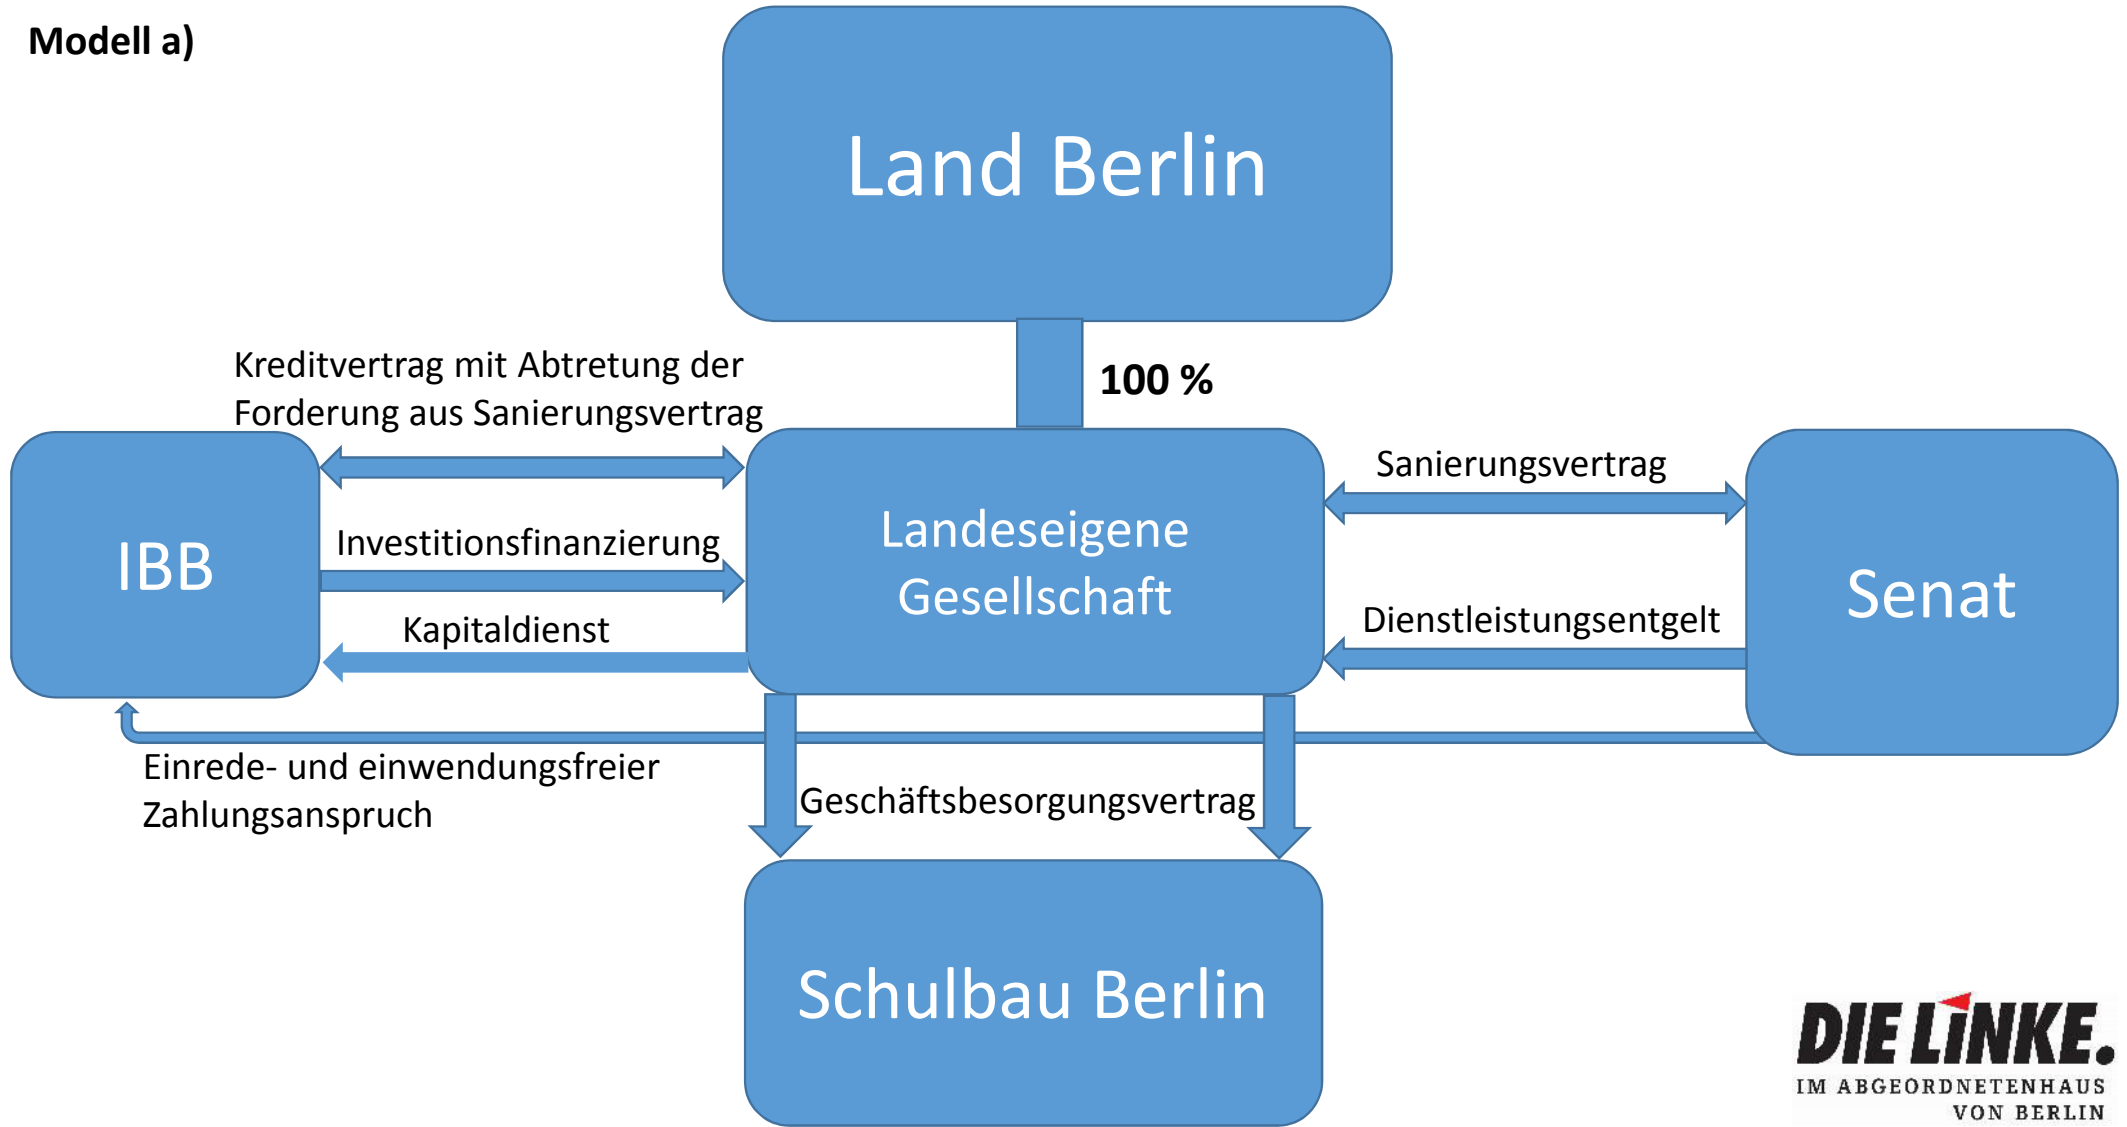 Modell a)
Land Berlin
100 %
Kreditvertrag mit Abtretung der
Forderung aus Sanierungsvertrag
IBB
Investitionsfinanzierung
Kapitaldienst
Landeseigene
Gesellschaft
Sanierungsvertrag
Dienstleistungsentgelt
Senat
Einrede- und einwendungsfreier
Zahlungsanspruch
Geschäftsbesorgungsvertrag
Schulbau Berlin
DIE LINKE.
IM ABGEORDNETENHAUS
VON BERLIN